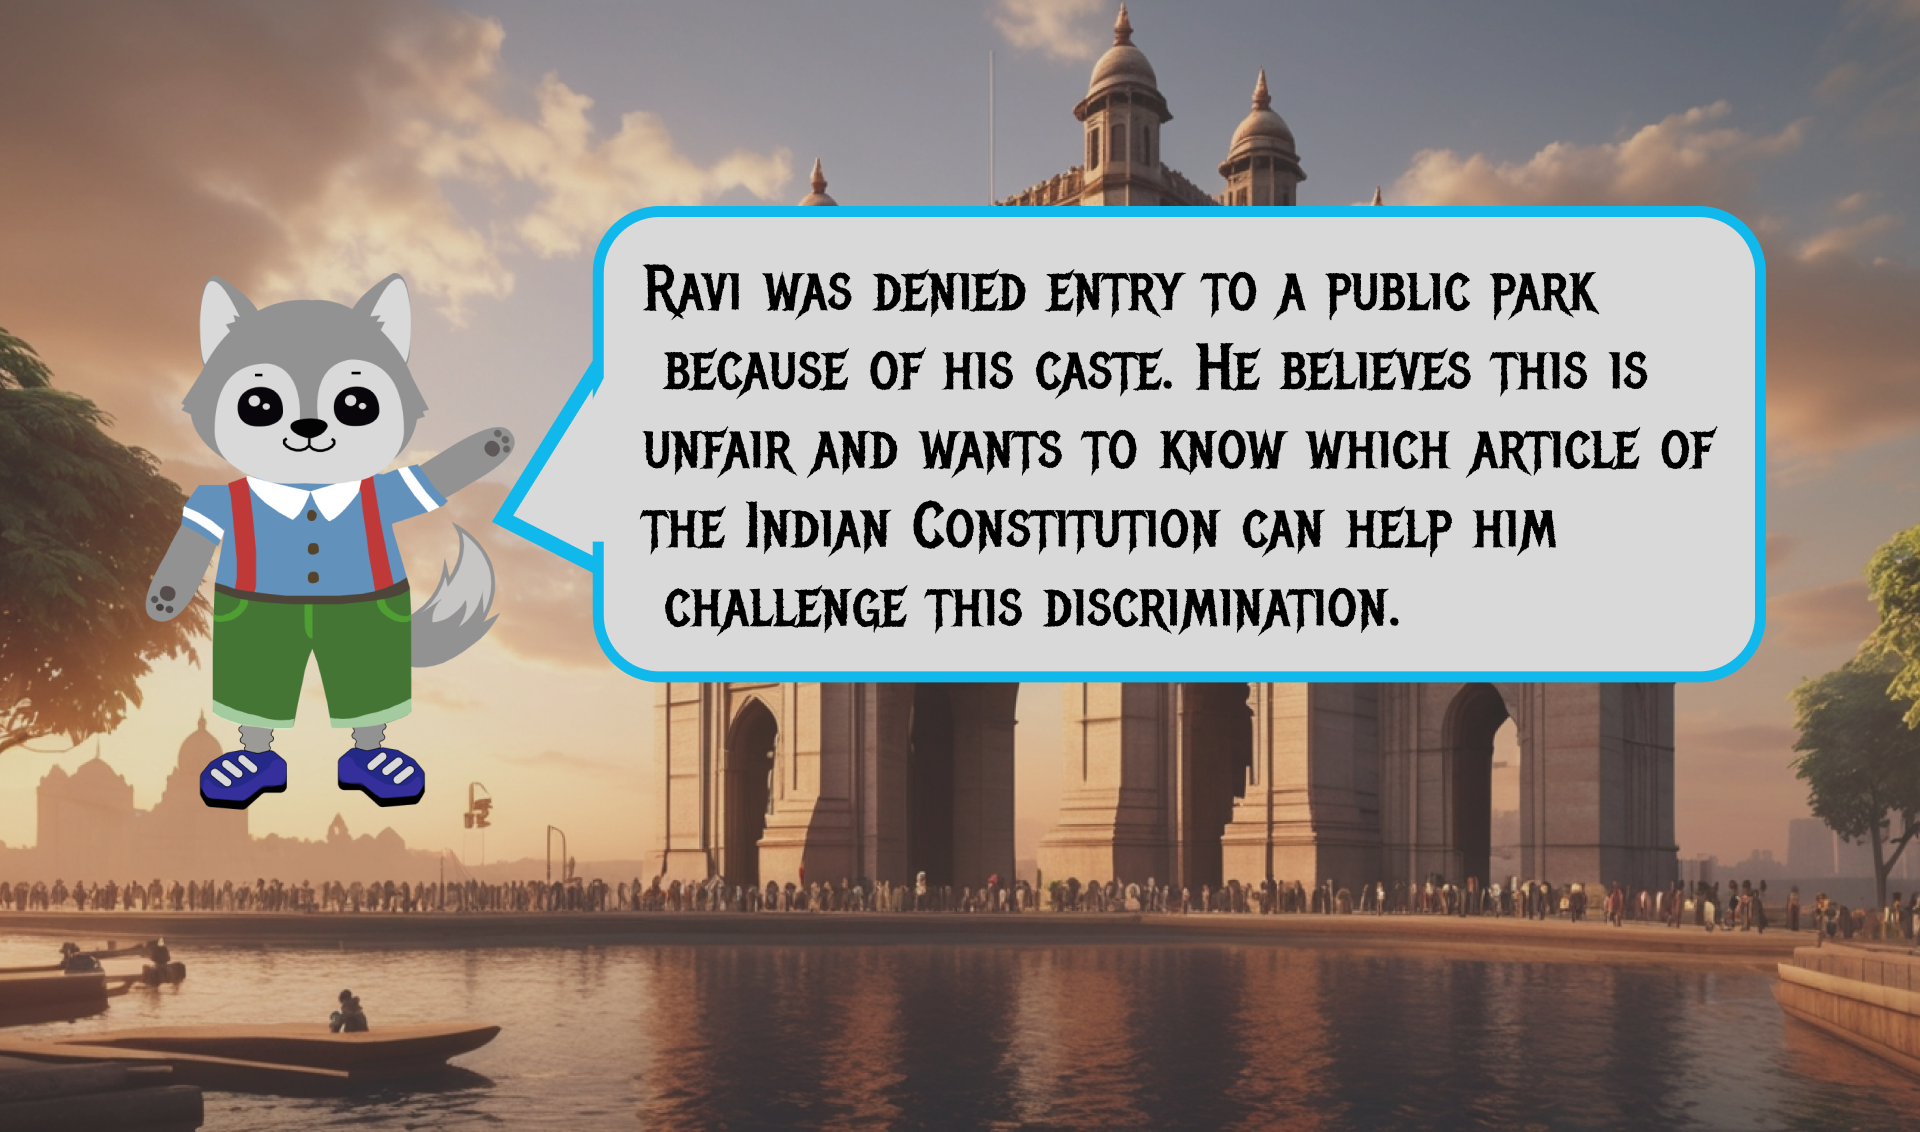 Ravi was denied entry to a public park
because of his caste. He believes this is
unfair and wants to know which article of
the Indian Constitution can help him
challenge this discrimination.